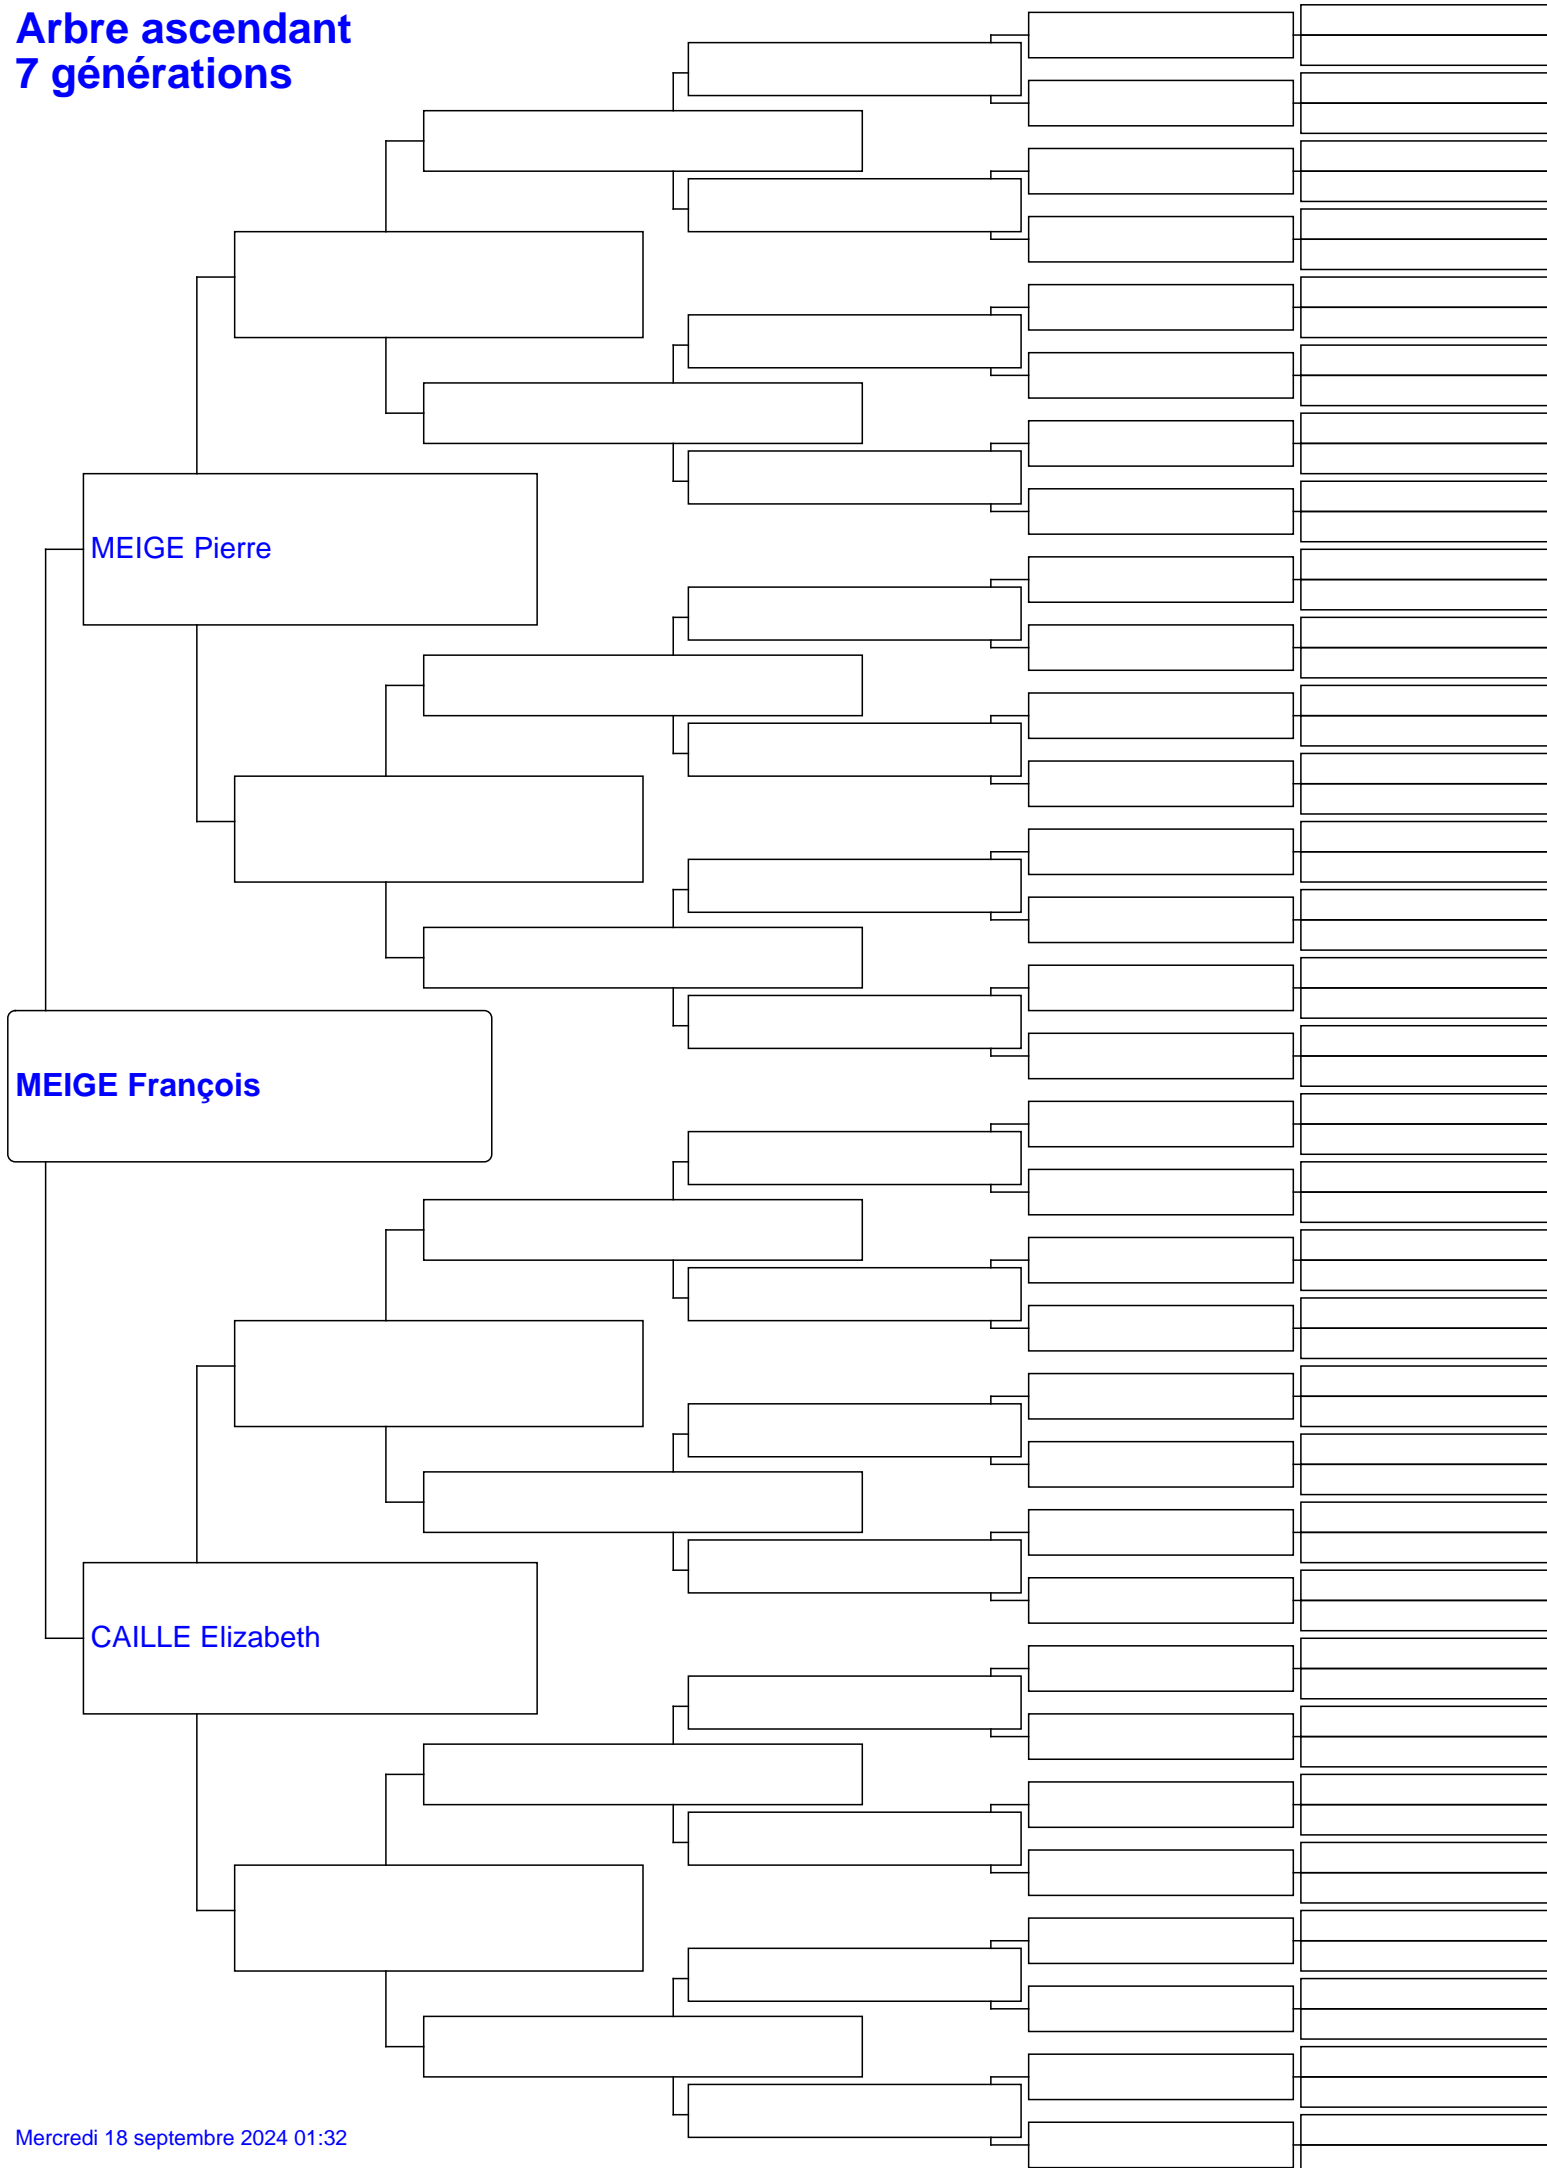 Arbre ascendant
7 générations
MEIGE Pierre
MEIGE François
CAILLE Elizabeth
Mercredi 18 septembre 2024 01:32